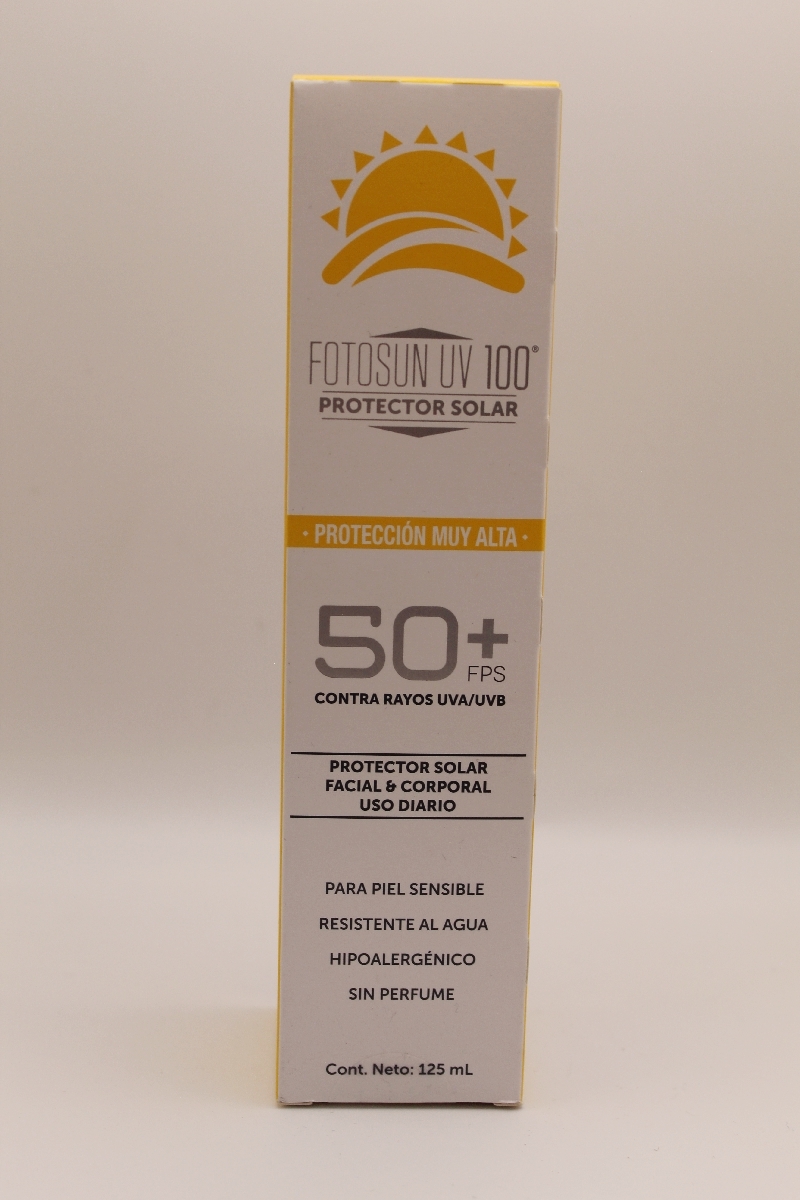 FOTOSUN UV 100®
PROTECTOR SOLAR
· PROTECCIÓN MUY ALTA ·
50+
FPS
CONTRA RAYOS UVA/UVB
PROTECTOR SOLAR
FACIAL & CORPORAL
USO DIARIO
PARA PIEL SENSIBLE
RESISTENTE AL AGUA
HIPOALERGÉNICO
SIN PERFUME
Cont. Neto: 125 mL